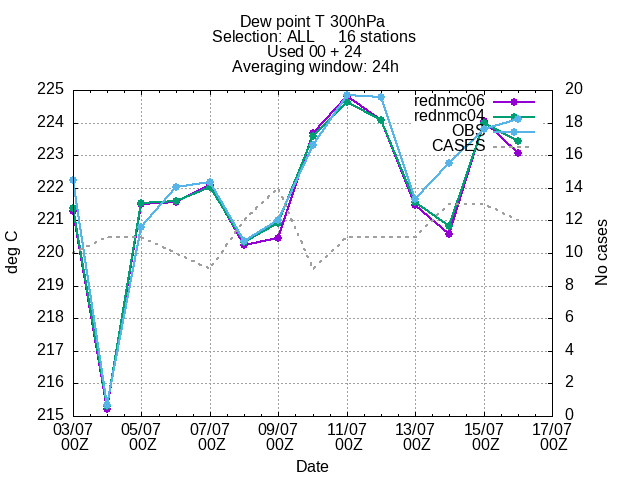 Dew point T 300hPa
Selection: ALL 16 stations
Used 00 + 24
Averaging window: 24h
rednmc06
rednmc04
OBS
CASES
225
224
223
222
221
220
219
218
217
216
215
deg C
20
18
16
14
12
10
8
6
4
2
0
No cases
03/07 05/07 07/07 09/07 11/07 13/07 15/07 17/07
00Z 00Z 00Z 00Z 00Z 00Z 00Z 00Z
Date